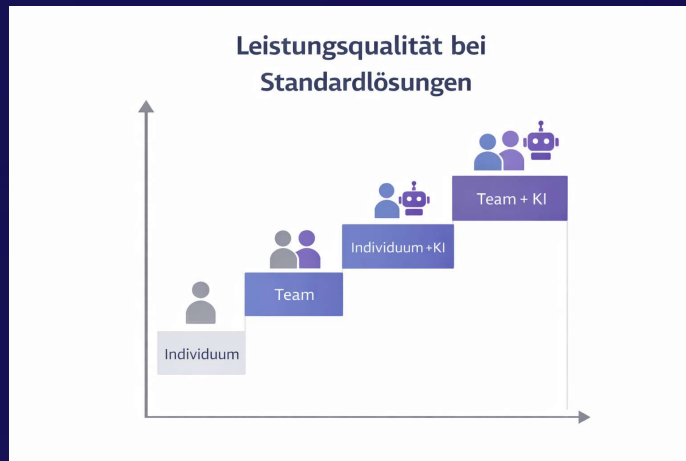 Leistungsqualität bei
Standardlösungen
Team + KI
Individuum+KI
Team
Individuum